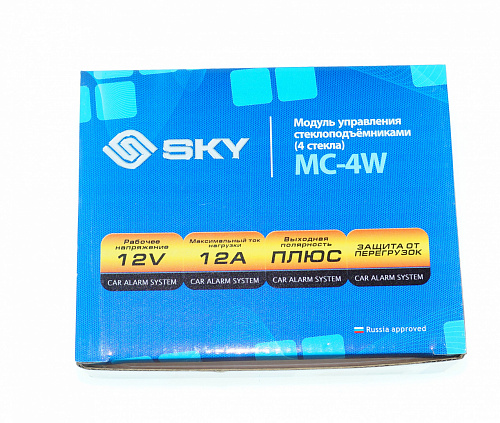 SKY
Модуль управления
стеклоподъёмниками
(4 стекла)
MC-4W
Рабочее
напряжение
12V
CAR ALARM SYSTEM
Максимальный ток
нагрузки
12A
CAR ALARM SYSTEM
Выходная
полярность
ПЛЮС
CAR ALARM SYSTEM
ЗАЩИТА ОТ
ПЕРЕГРУЗОК
CAR ALARM SYSTEM
Russia approved